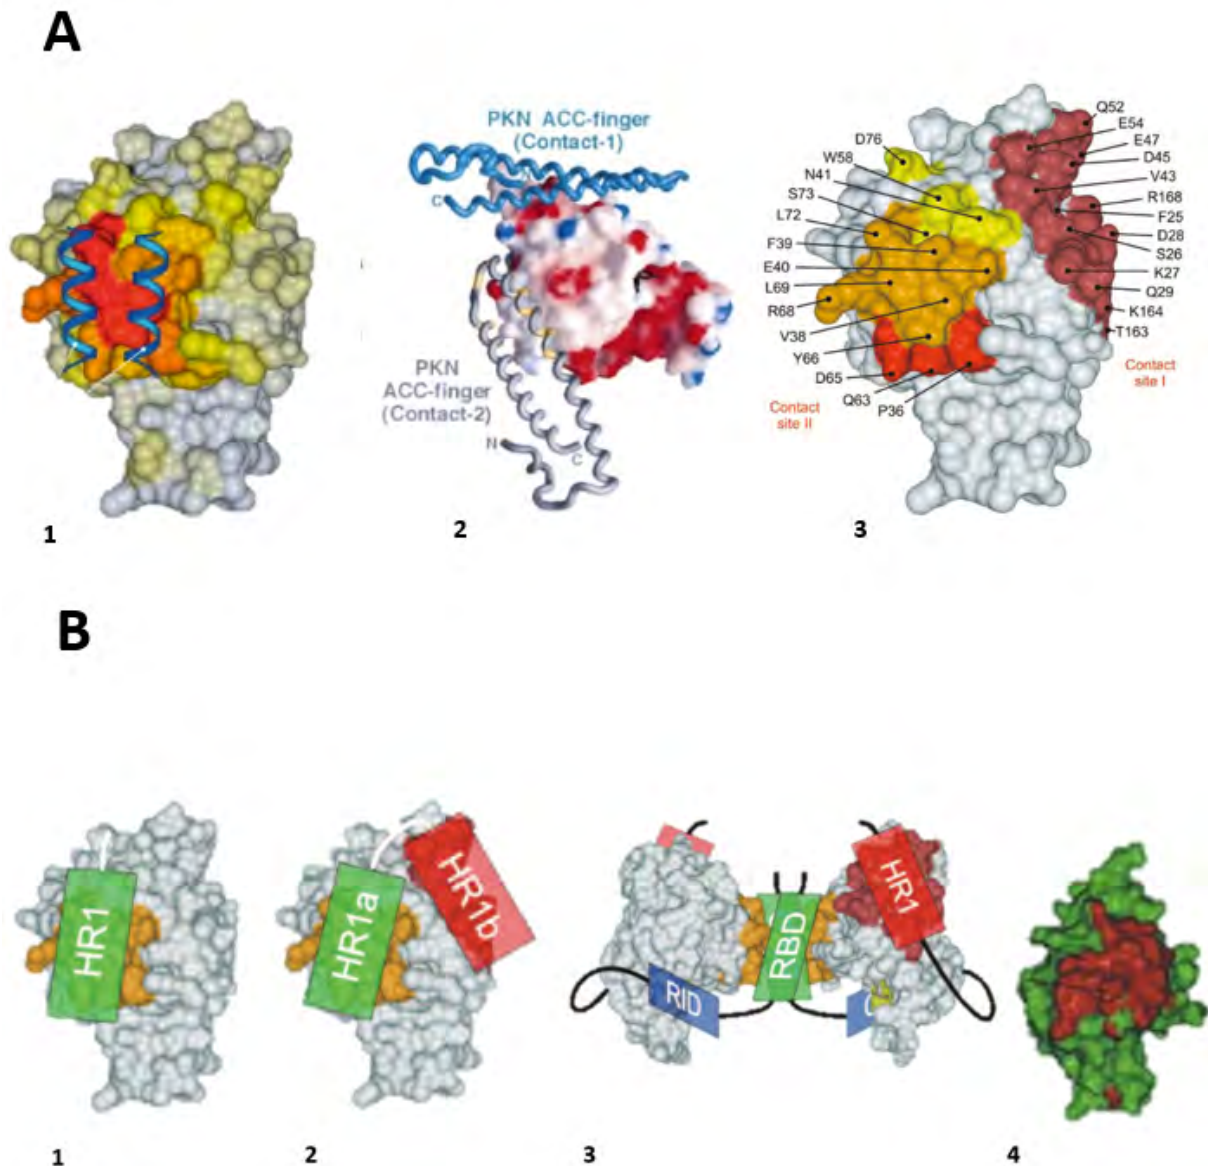 A
PKN ACC-finger
(Contact-1)
C
PKN
ACC-finger
(Contact-2)
N
C
D76
W58
N41
S73
L72
F39
E40
L69
R68
V38
Y66
D65
Q63
P36
Contact
site II
Q52
E54
E47
D45
V43
R168
F25
D28
S26
K27
Q29
K164
T163
Contact
site I
1
2
3
B
HR1
HR1a
HR1b
RID
RBD
HR1
1
2
3
4